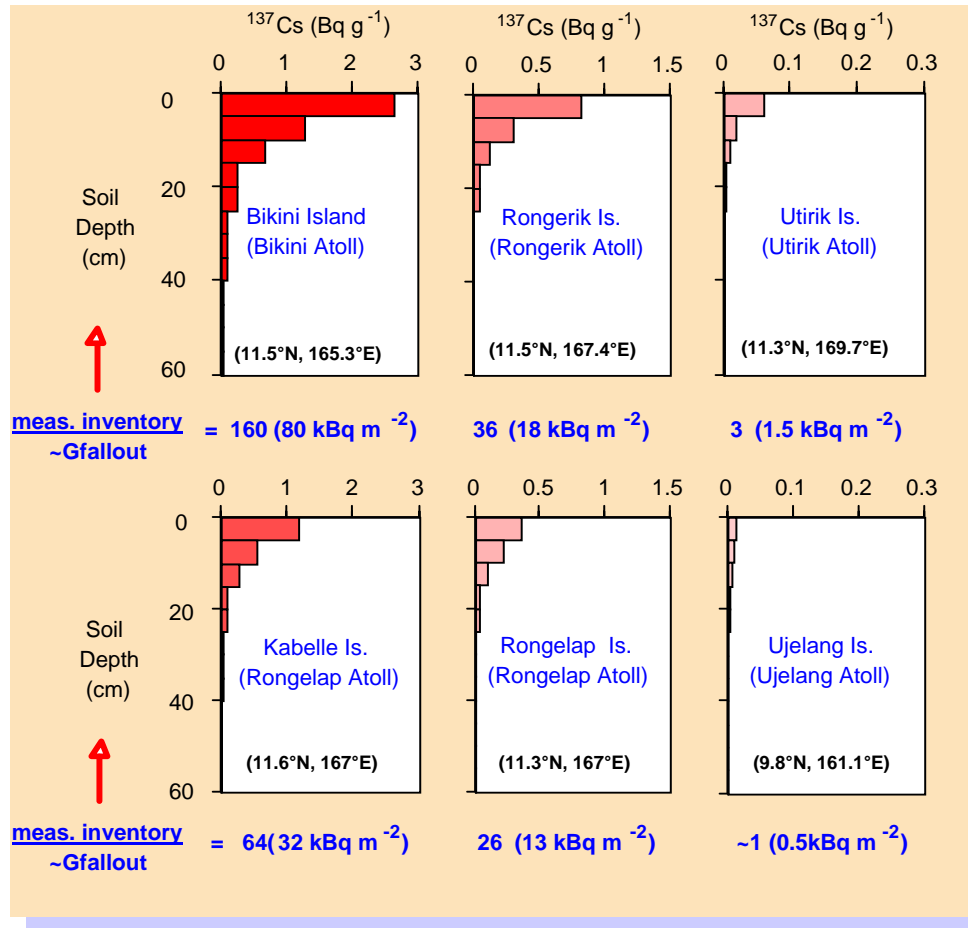 ¹³⁷Cs (Bq g⁻¹)
¹³⁷Cs (Bq g⁻¹)
¹³⁷Cs (Bq g⁻¹)
0 1 2 3
0 0.5 1 1.5
0 0.1 0.2 0.3
0
20
40
60
Soil
Depth
(cm)
Bikini Island
(Bikini Atoll)
(11.5°N, 165.3°E)
Rongerik Is.
(Rongerik Atoll)
(11.5°N, 167.4°E)
Utirik Is.
(Utirik Atoll)
(11.3°N, 169.7°E)
meas. inventory
~Gfallout
= 160 (80 kBq m⁻²)
36 (18 kBq m⁻²)
3 (1.5 kBq m⁻²)
0 1 2 3
0 0.5 1 1.5
0 0.1 0.2 0.3
0
20
40
60
Soil
Depth
(cm)
Kabelle Is.
(Rongelap Atoll)
(11.6°N, 167°E)
Rongelap Is.
(Rongelap Atoll)
(11.3°N, 167°E)
Ujelang Is.
(Ujelang Atoll)
(9.8°N, 161.1°E)
meas. inventory
~Gfallout
= 64(32 kBq m⁻²)
26 (13 kBq m⁻²)
~1 (0.5kBq m⁻²)